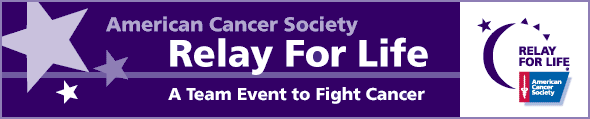 American Cancer Society
Relay For Life
A Team Event to Fight Cancer
RELAY
FOR LIFE
American
Cancer
Society